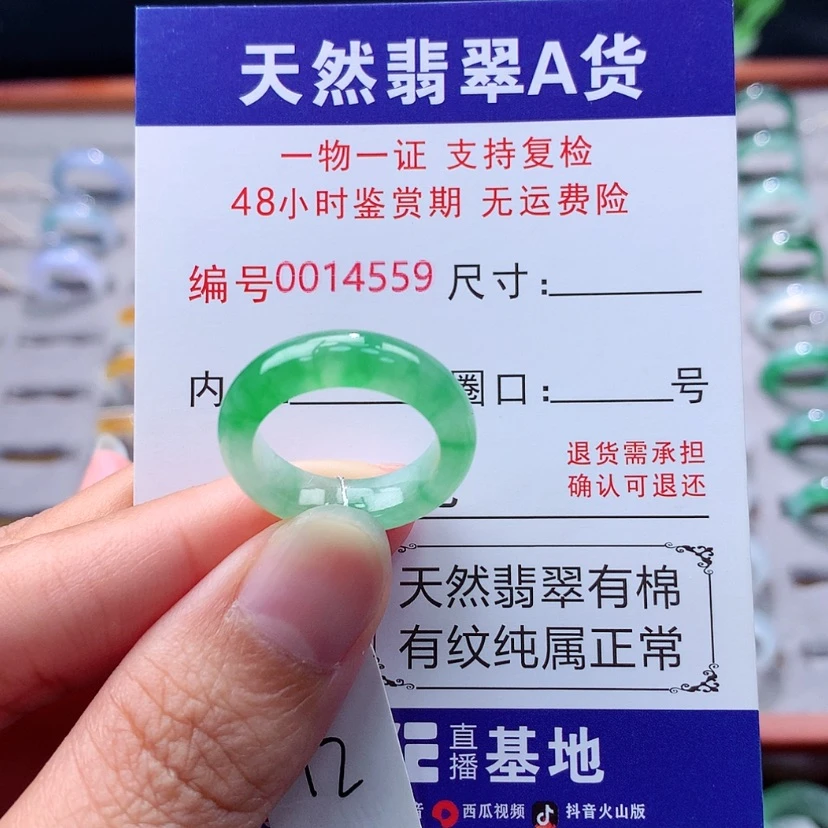 天然翡翠A货
一物一证 支持复检
48小时鉴赏期 无运费险
编号0014559 尺寸:
内 圈口: 号
退货需承担
确认可退还
天然翡翠有棉
有纹纯属正常
直播基地
音 西瓜视频 抖音火山版
12